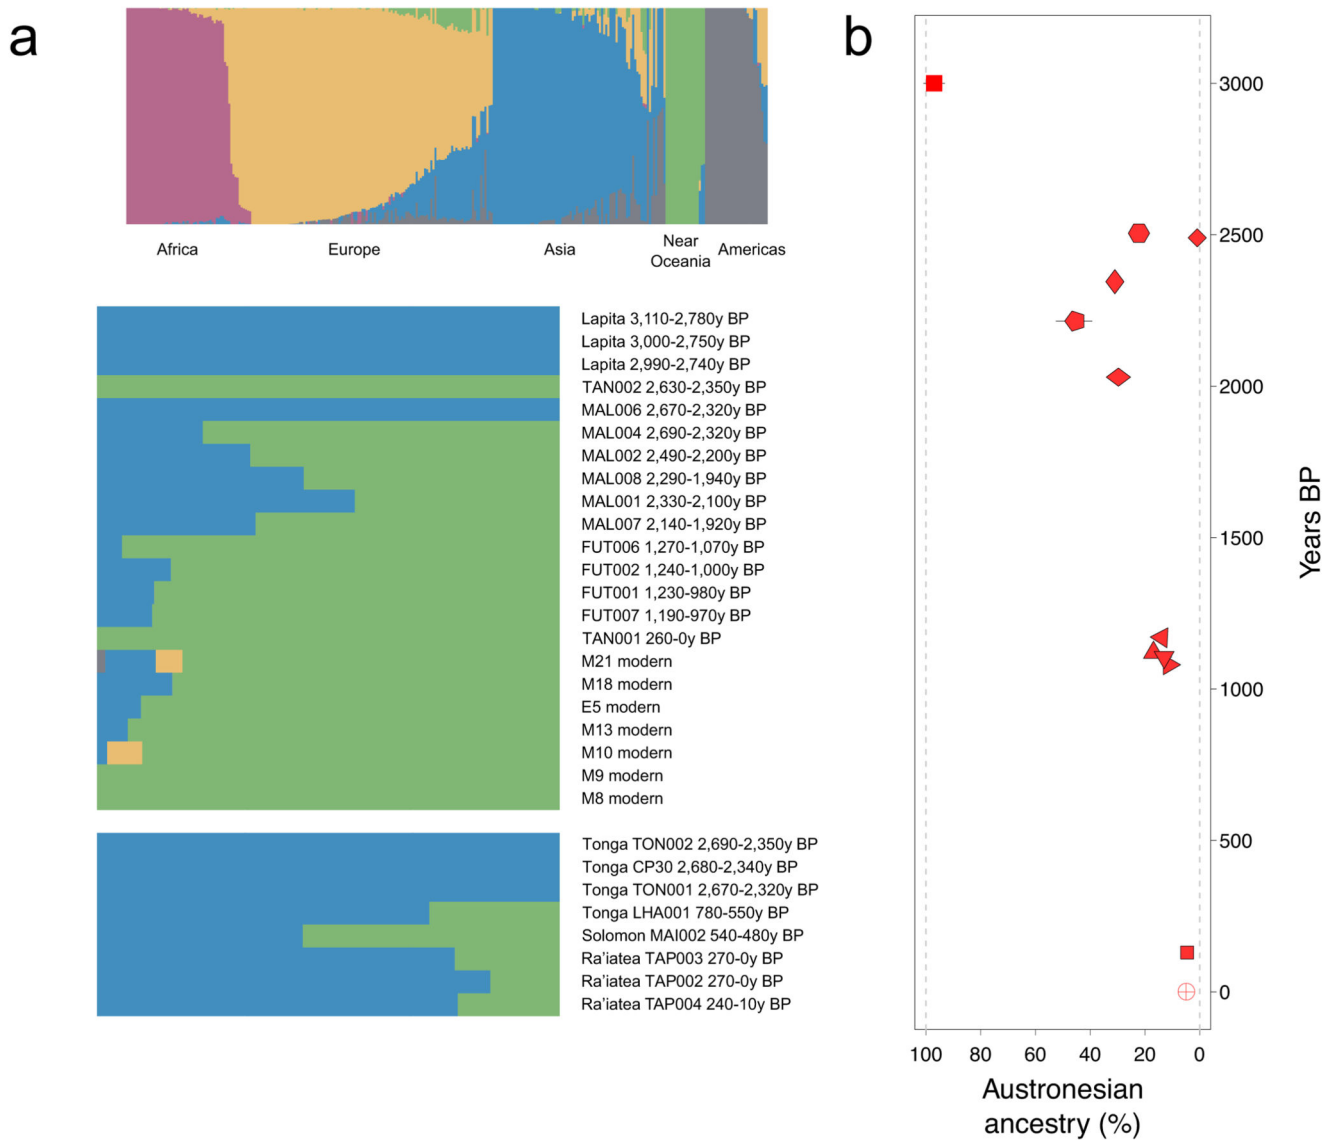 a
Africa
Europe
Asia
Near
Oceania
Americas
Lapita 3,110-2,780y BP
Lapita 3,000-2,750y BP
Lapita 2,990-2,740y BP
TAN002 2,630-2,350y BP
MAL006 2,670-2,320y BP
MAL004 2,690-2,320y BP
MAL002 2,490-2,200y BP
MAL008 2,290-1,940y BP
MAL001 2,330-2,100y BP
MAL007 2,140-1,920y BP
FUT006 1,270-1,070y BP
FUT002 1,240-1,000y BP
FUT001 1,230-980y BP
FUT007 1,190-970y BP
TAN001 260-0y BP
M21 modern
M18 modern
E5 modern
M13 modern
M10 modern
M9 modern
M8 modern
Tonga TON002 2,690-2,350y BP
Tonga CP30 2,680-2,340y BP
Tonga TON001 2,670-2,320y BP
Tonga LHA001 780-550y BP
Solomon MAI002 540-480y BP
Ra'iatea TAP003 270-0y BP
Ra'iatea TAP002 270-0y BP
Ra'iatea TAP004 240-10y BP
b
3000
2500
2000
1500
1000
500
0
Years BP
100 80 60 40 20 0
Austronesian
ancestry (%)